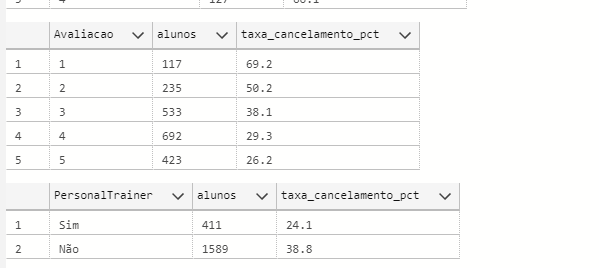 Avaliacao alunos taxa_cancelamento_pct
1 1 117 69.2
2 2 235 50.2
3 3 533 38.1
4 4 692 29.3
5 5 423 26.2
PersonalTrainer alunos taxa_cancelamento_pct
1 Sim 411 24.1
2 Não 1589 38.8